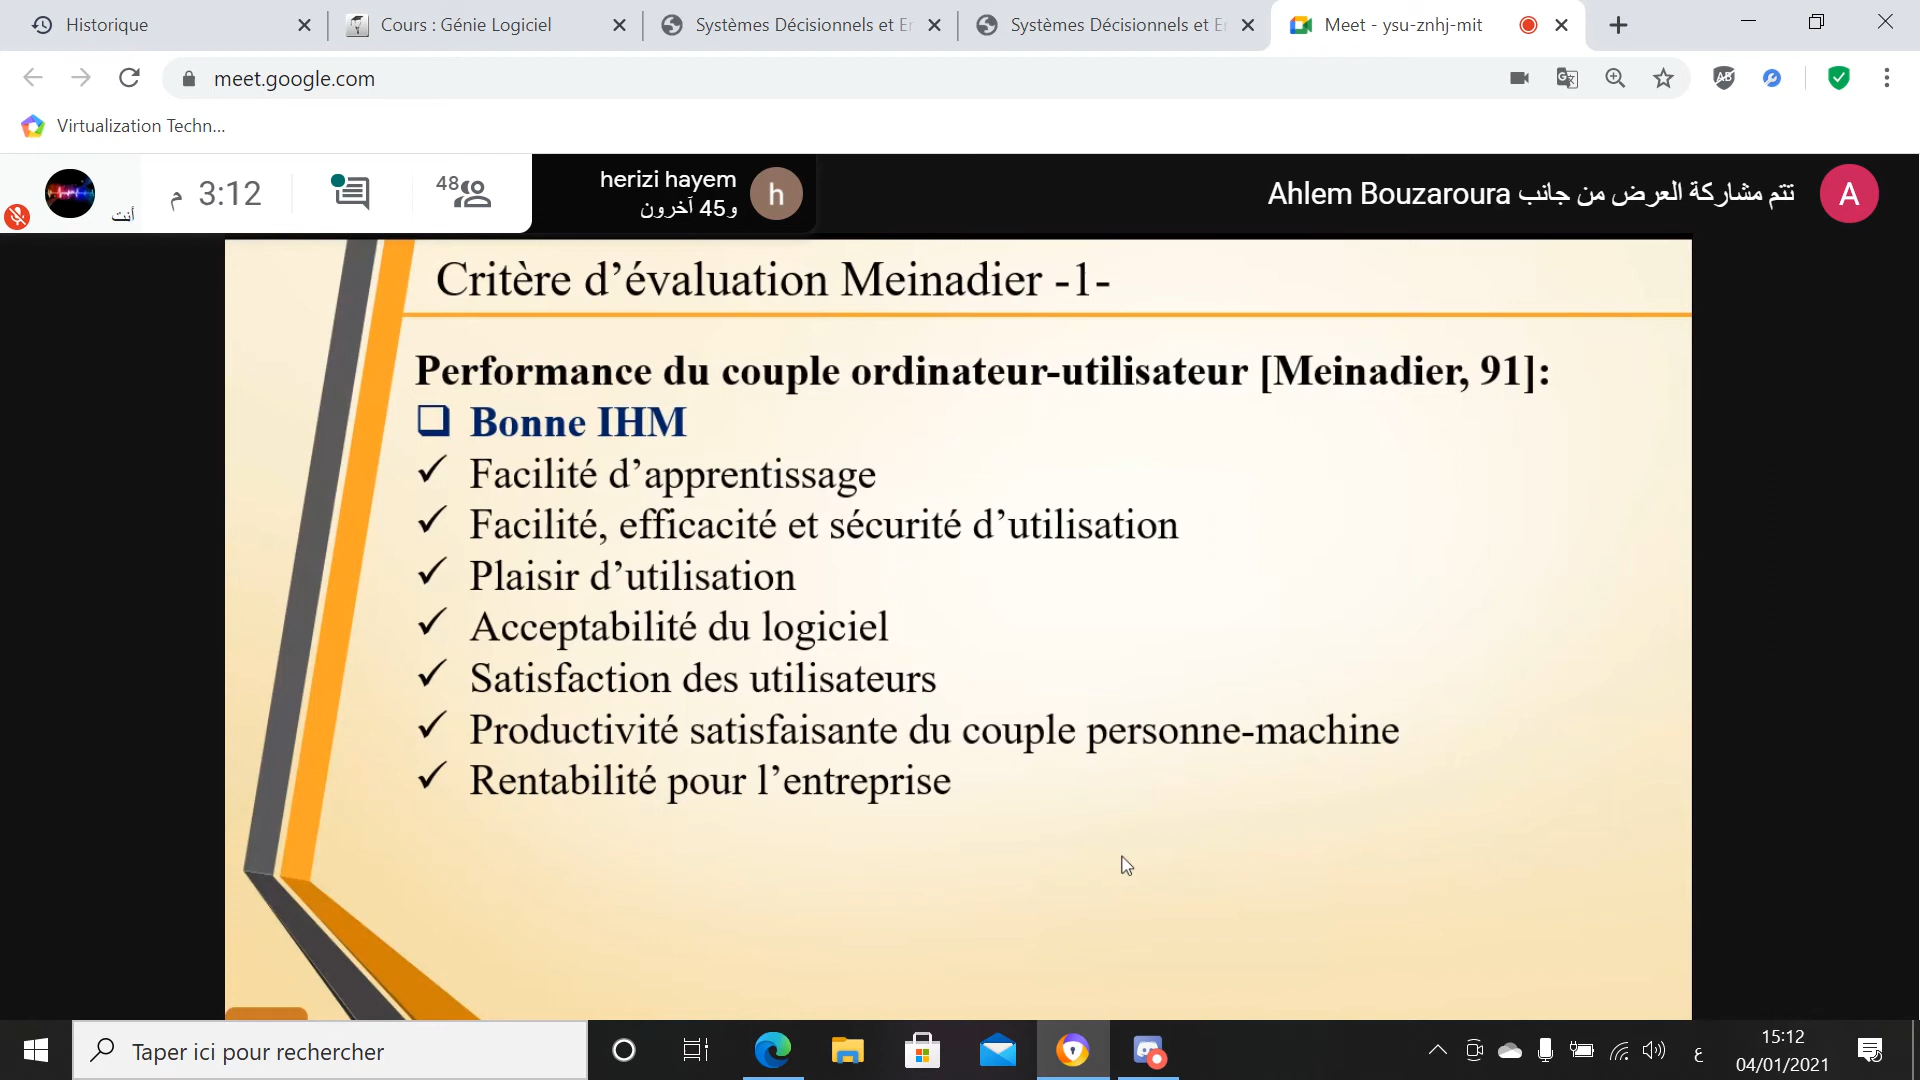 Historique
Cours : Génie Logiciel
Systèmes Décisionnels et Er
Systèmes Décisionnels et Er
Meet - ysu-znhj-mit
meet.google.com
Virtualization Techn...
أنت
3:12 م
48
herizi hayem
و45 آخرون
h
تتم مشاركة العرض من جانب Ahlem Bouzaroura
A
Critère d’évaluation Meinadier -1-
Performance du couple ordinateur-utilisateur [Meinadier, 91]:
Bonne IHM
Facilité d’apprentissage
Facilité, efficacité et sécurité d’utilisation
Plaisir d’utilisation
Acceptabilité du logiciel
Satisfaction des utilisateurs
Productivité satisfaisante du couple personne-machine
Rentabilité pour l’entreprise
Taper ici pour rechercher
ع
15:12
04/01/2021